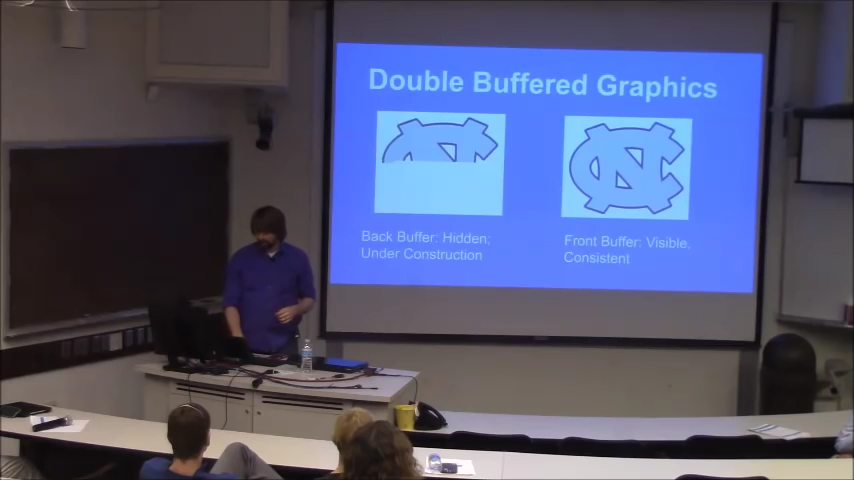 Double Buffered Graphics
Back Buffer: Hidden;
Under Construction
Front Buffer: Visible,
Consistent